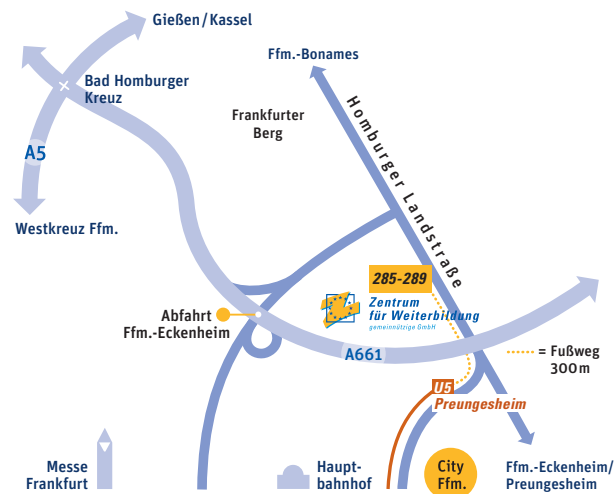 Gießen/Kassel
Ffm.-Bonames
Bad Homburger
Kreuz
Frankfurter
Berg
Homburger Landstraße
A5
Westkreuz Ffm.
285-289
Zentrum
für Weiterbildung
gemeinnützige GmbH
Abfahrt
Ffm.-Eckenheim
A661
= Fußweg
300m
U5
Preungesheim
Messe
Frankfurt
Haupt-
bahnhof
City
Ffm.
Ffm.-Eckenheim/
Preungesheim